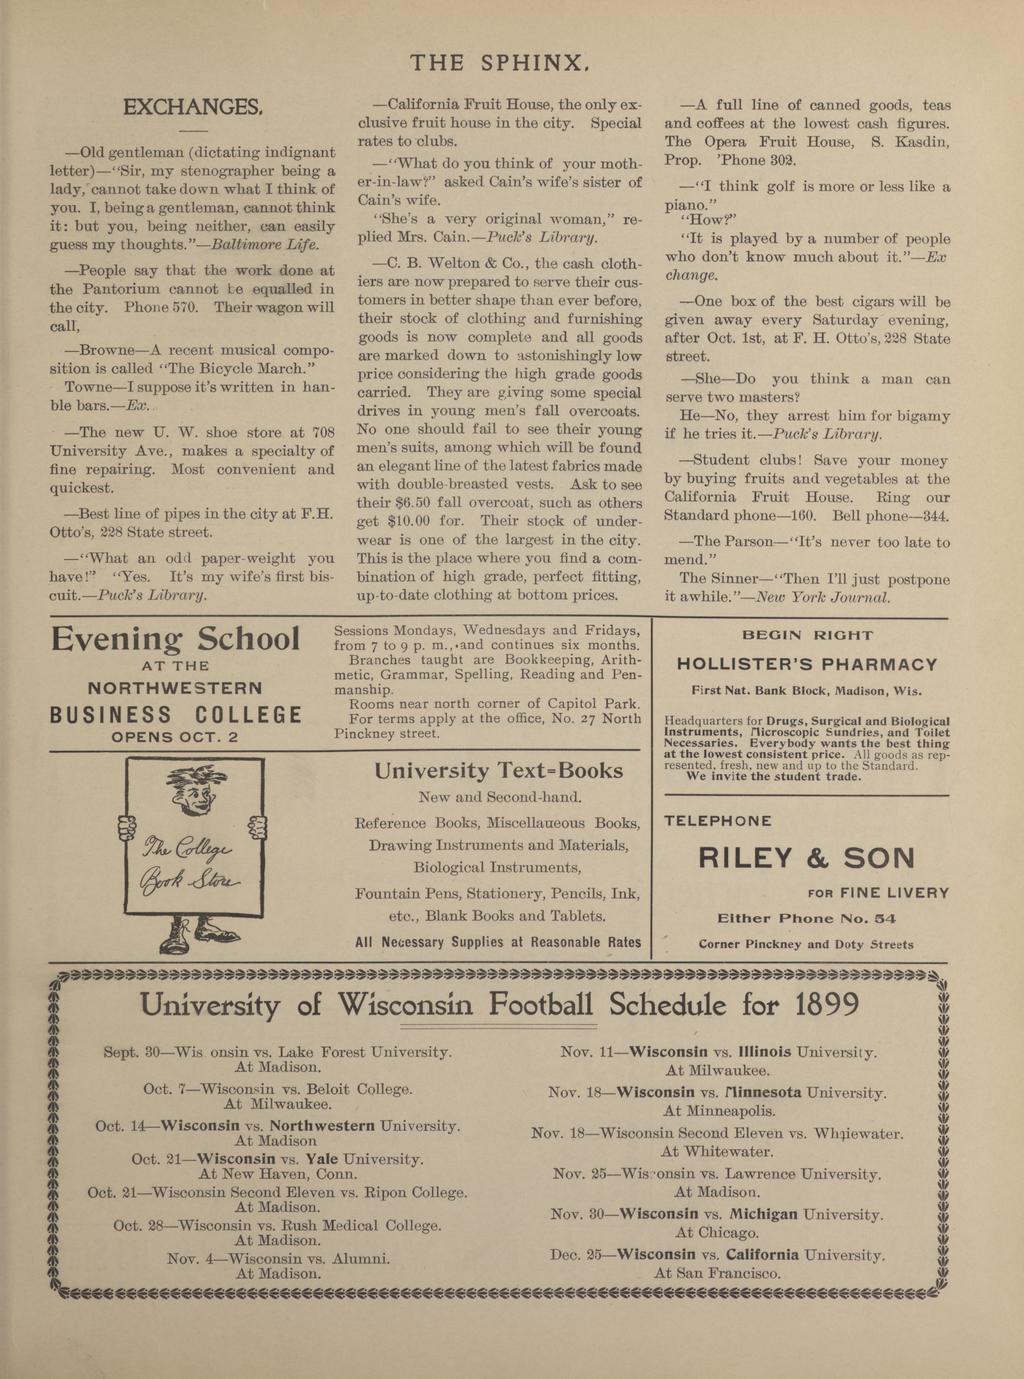 THE SPHINX.
EXCHANGES.
—Old gentleman (dictating indignant
letter)—"Sir, my stenographer being a
lady, cannot take down what I think of
you. I, being a gentleman, cannot think
it: but you, being neither, can easily
guess my thoughts."—Baltimore Life.
—People say that the work done at
the Pantorium cannot be equalled in
the city. Phone 570. Their wagon will
call,
—Browne—A recent musical compo-
sition is called "The Bicycle March."
Towne—I suppose it's written in han-
ble bars.—Ex.
—The new U. W. shoe store at 708
University Ave., makes a specialty of
fine repairing. Most convenient and
quickest.
—Best line of pipes in the city at F. H.
Otto's, 228 State street.
—"What an odd paper-weight you
have!" "Yes. It's my wife's first bis-
cuit.—Puck's Library.
—California Fruit House, the only ex-
clusive fruit house in the city. Special
rates to clubs.
—"What do you think of your moth-
er-in-law?" asked Cain's wife's sister of
Cain's wife.
"She's a very original woman," re-
plied Mrs. Cain.—Puck's Library.
—C. B. Welton & Co., the cash cloth-
iers are now prepared to serve their cus-
tomers in better shape than ever before,
their stock of clothing and furnishing
goods is now complete and all goods
are marked down to astonishingly low
price considering the high grade goods
carried. They are giving some special
drives in young men's fall overcoats.
No one should fail to see their young
men's suits, among which will be found
an elegant line of the latest fabrics made
with double-breasted vests. Ask to see
their $6.50 fall overcoat, such as others
get $10.00 for. Their stock of under-
wear is one of the largest in the city.
This is the place where you find a com-
bination of high grade, perfect fitting,
up-to-date clothing at bottom prices.
—A full line of canned goods, teas
and coffees at the lowest cash figures.
The Opera Fruit House, S. Kasdin,
Prop. 'Phone 302.
—"I think golf is more or less like a
piano."
"How?"
"It is played by a number of people
who don't know much about it."—Ex
change.
—One box of the best cigars will be
given away every Saturday evening,
after Oct. 1st, at F. H. Otto's, 228 State
street.
—She—Do you think a man can
serve two masters?
He—No, they arrest him for bigamy
if he tries it.—Puck's Library.
—Student clubs! Save your money
by buying fruits and vegetables at the
California Fruit House. Ring our
Standard phone—160. Bell phone—344.
—The Parson—"It's never too late to
mend."
The Sinner—"Then I'll just postpone
it awhile."—New York Journal.
Evening School
AT THE
NORTHWESTERN
BUSINESS COLLEGE
OPENS OCT. 2
Sessions Mondays, Wednesdays and Fridays,
from 7 to 9 p. m., and continues six months.
Branches taught are Bookkeeping, Arith-
metic, Grammar, Spelling, Reading and Pen-
manship.
Rooms near north corner of Capitol Park.
For terms apply at the office, No. 27 North
Pinckney street.
The College
Book Store
University Text=Books
New and Second-hand.
Reference Books, Miscellaueous Books,
Drawing Instruments and Materials,
Biological Instruments,
Fountain Pens, Stationery, Pencils, Ink,
etc., Blank Books and Tablets.
All Necessary Supplies at Reasonable Rates
BEGIN RIGHT
HOLLISTER'S PHARMACY
First Nat. Bank Block, Madison, Wis.
Headquarters for Drugs, Surgical and Biological
Instruments, Microscopic Sundries, and Toilet
Necessaries. Everybody wants the best thing
at the lowest consistent price. All goods as rep-
resented, fresh, new and up to the Standard.
We invite the student trade.
TELEPHONE
RILEY & SON
FOR FINE LIVERY
Either Phone No. 54
Corner Pinckney and Doty Streets
University of Wisconsin Football Schedule for 1899
Sept. 30—Wis onsin vs. Lake Forest University.
At Madison.
Oct. 7—Wisconsin vs. Beloit College.
At Milwaukee.
Oct. 14—Wisconsin vs. Northwestern University.
At Madison
Oct. 21—Wisconsin vs. Yale University.
At New Haven, Conn.
Oct. 21—Wisconsin Second Eleven vs. Ripon College.
At Madison.
Oct. 28—Wisconsin vs. Rush Medical College.
At Madison.
Nov. 4—Wisconsin vs. Alumni.
At Madison.
Nov. 11—Wisconsin vs. Illinois University.
At Milwaukee.
Nov. 18—Wisconsin vs. Minnesota University.
At Minneapolis.
Nov. 18—Wisconsin Second Eleven vs. Whitewater.
At Whitewater.
Nov. 25—Wisconsin vs. Lawrence University.
At Madison.
Nov. 30—Wisconsin vs. Michigan University.
At Chicago.
Dec. 25—Wisconsin vs. California University.
At San Francisco.